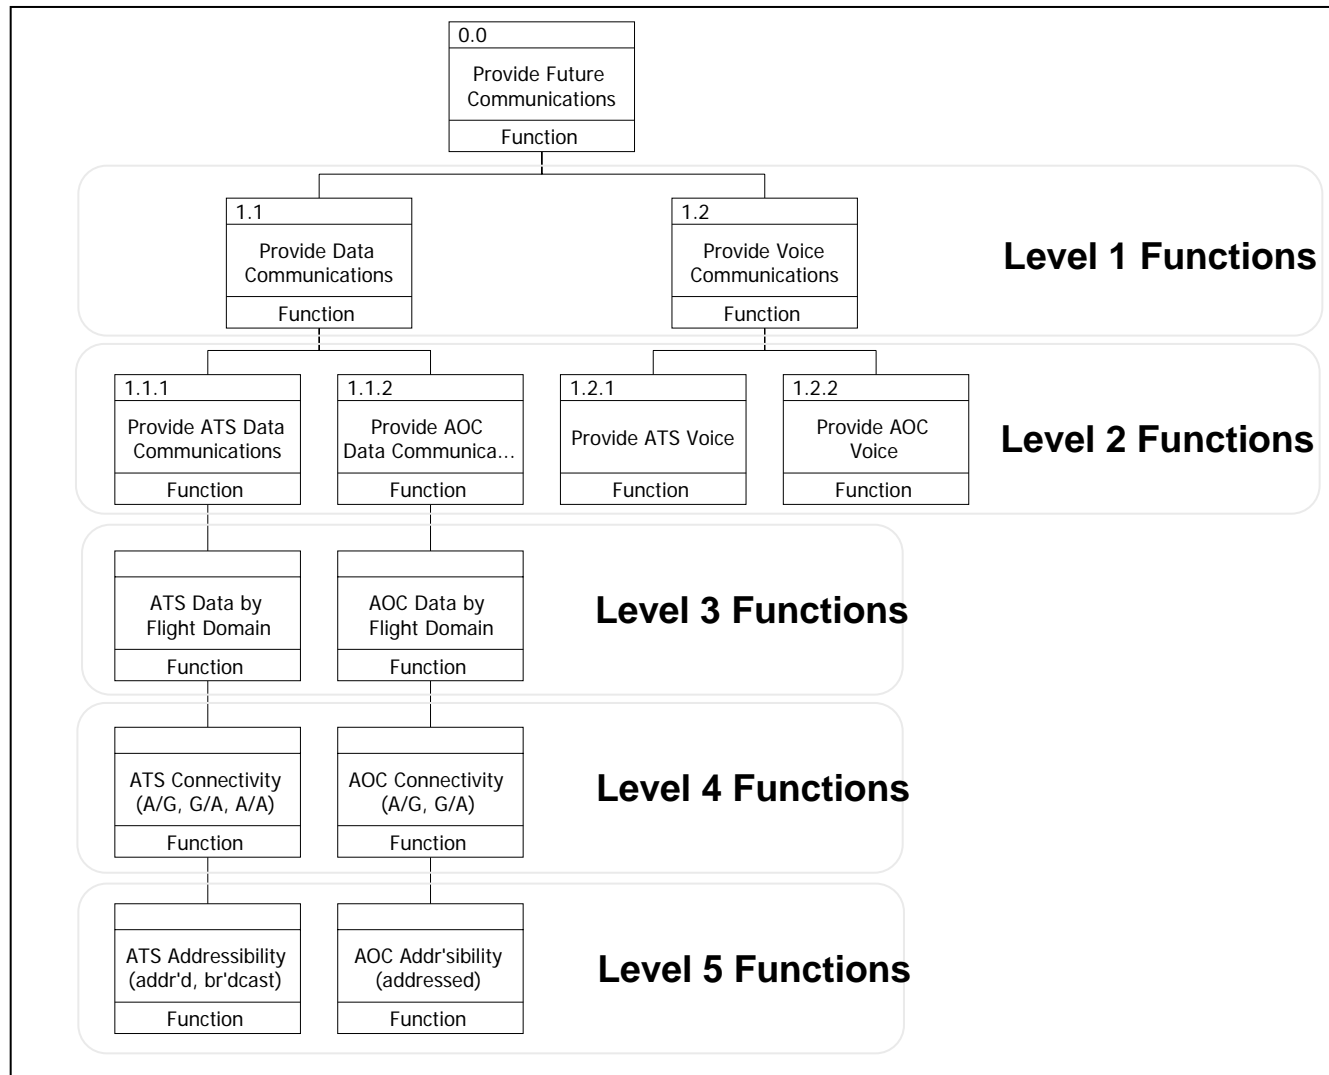 0.0
Provide Future
Communications
Function
1.1
Provide Data
Communications
Function
1.2
Provide Voice
Communications
Function
Level 1 Functions
1.1.1
Provide ATS Data
Communications
Function
1.1.2
Provide AOC
Data Communica...
Function
1.2.1
Provide ATS Voice
Function
1.2.2
Provide AOC
Voice
Function
Level 2 Functions
ATS Data by
Flight Domain
Function
AOC Data by
Flight Domain
Function
Level 3 Functions
ATS Connectivity
(A/G, G/A, A/A)
Function
AOC Connectivity
(A/G, G/A)
Function
Level 4 Functions
ATS Addressibility
(addr'd, br'dcast)
Function
AOC Addr'sibility
(addressed)
Function
Level 5 Functions